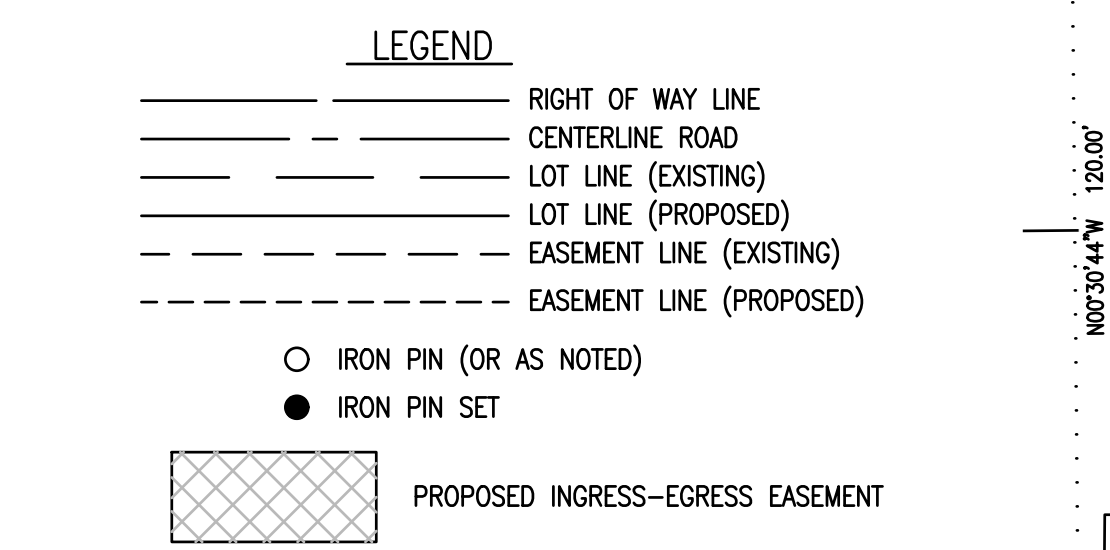 LEGEND
RIGHT OF WAY LINE
CENTERLINE ROAD
LOT LINE (EXISTING)
LOT LINE (PROPOSED)
EASEMENT LINE (EXISTING)
EASEMENT LINE (PROPOSED)
IRON PIN (OR AS NOTED)
IRON PIN SET
PROPOSED INGRESS-EGRESS EASEMENT
N00°30'44"W 120.00'